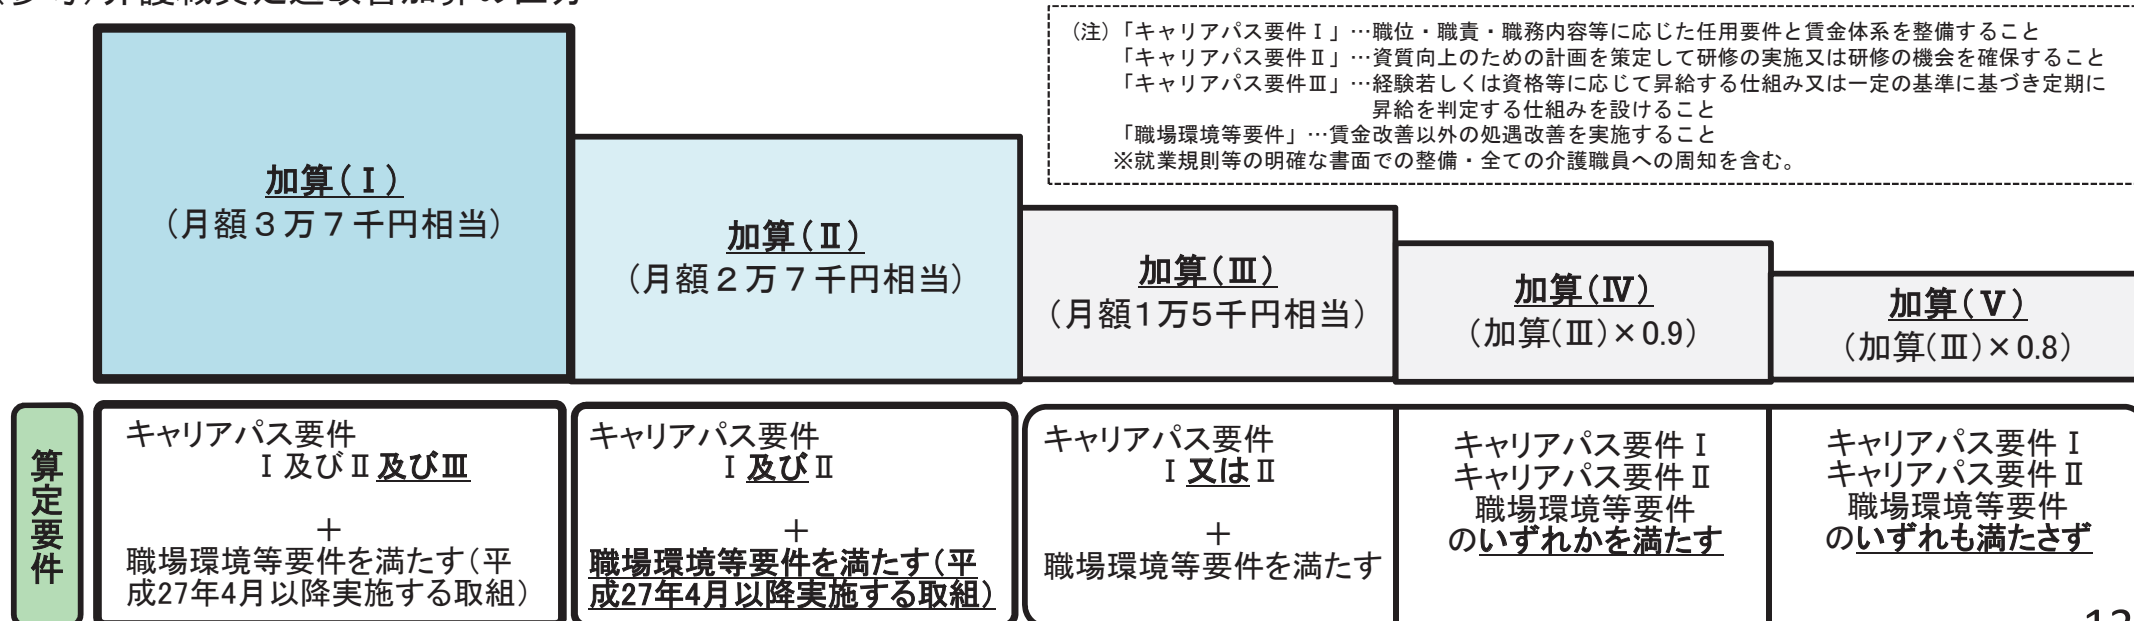 (注)「キャリアパス要件Ⅰ」…職位・職責・職務内容等に応じた任用要件と賃金体系を整備すること
「キャリアパス要件Ⅱ」…資質向上のための計画を策定して研修の実施又は研修の機会を確保すること
「キャリアパス要件Ⅲ」…経験若しくは資格等に応じて昇給する仕組み又は一定の基準に基づき定期に
昇給を判定する仕組みを設けること
「職場環境等要件」…賃金改善以外の処遇改善を実施すること
※就業規則等の明確な書面での整備・全ての介護職員への周知を含む。
加算(Ⅰ)
(月額3万7千円相当)
加算(Ⅱ)
(月額2万7千円相当)
加算(Ⅲ)
(月額1万5千円相当)
加算(Ⅳ)
(加算(Ⅲ)×0.9)
加算(Ⅴ)
(加算(Ⅲ)×0.8)
算定要件
キャリアパス要件
Ⅰ及びⅡ及びⅢ
+
職場環境等要件を満たす(平
成27年4月以降実施する取組)
キャリアパス要件
Ⅰ及びⅡ
+
職場環境等要件を満たす(平
成27年4月以降実施する取組)
キャリアパス要件
Ⅰ又はⅡ
+
職場環境等要件を満たす
キャリアパス要件Ⅰ
キャリアパス要件Ⅱ
職場環境等要件
のいずれかを満たす
キャリアパス要件Ⅰ
キャリアパス要件Ⅱ
職場環境等要件
のいずれも満たさず